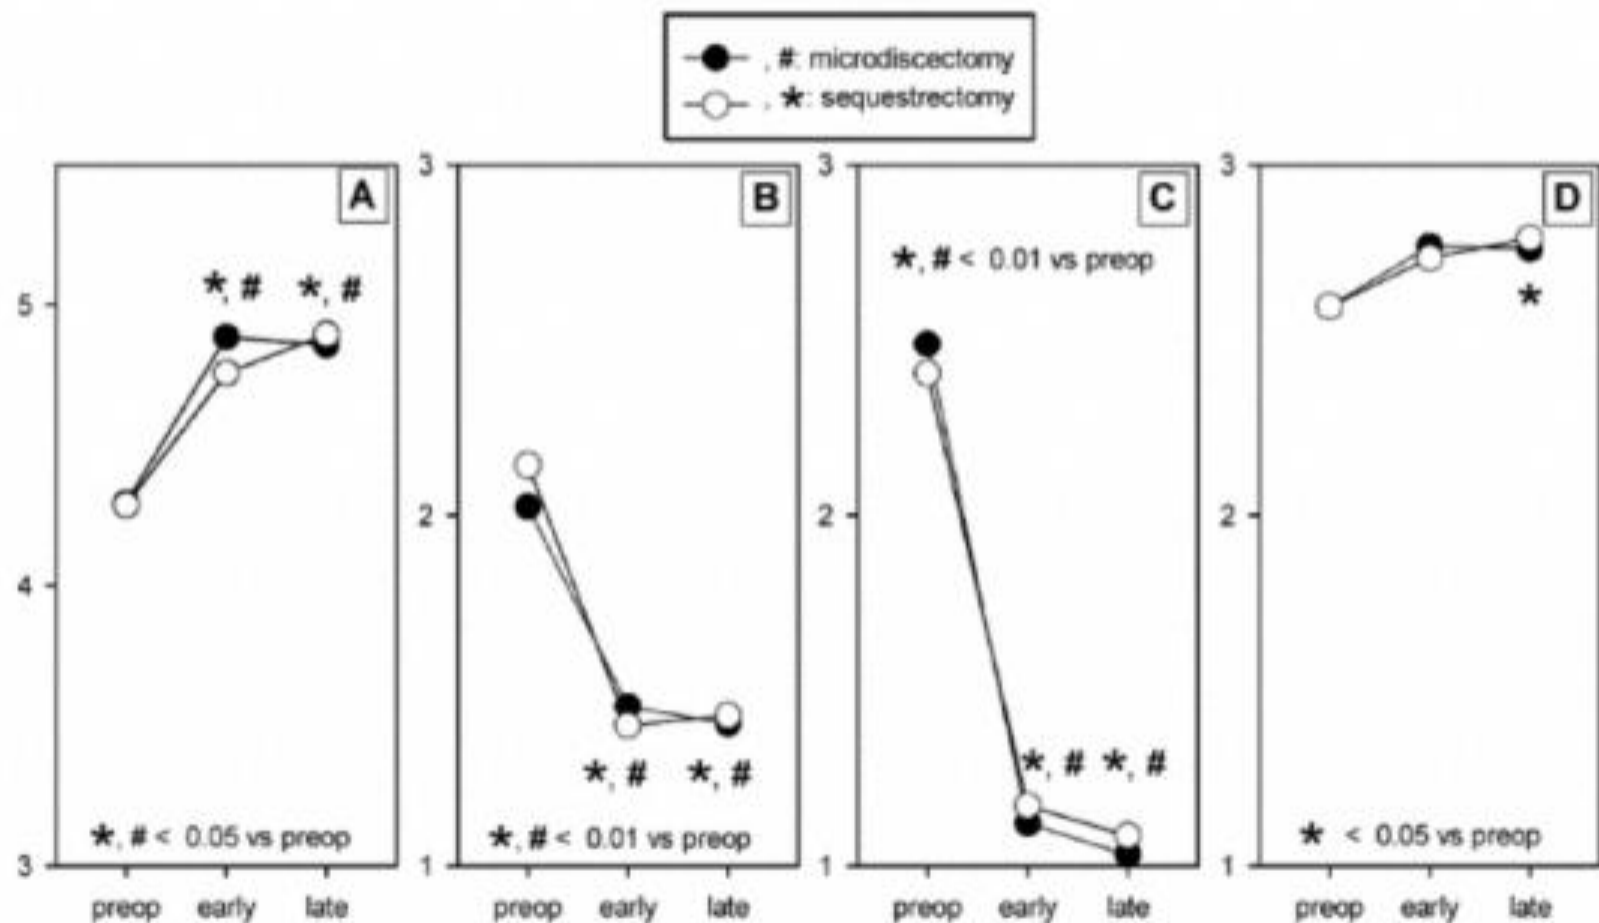 , #: microdiscectomy
, *: sequestrectomy
A
5
4
3
*, # *, #
*, # < 0.05 vs preop
preop early late
B
3
2
1
*, # *, #
*, # < 0.01 vs preop
preop early late
C
3
2
1
*, # < 0.01 vs preop
*, # *, #
preop early late
D
3
2
1
*
* < 0.05 vs preop
preop early late